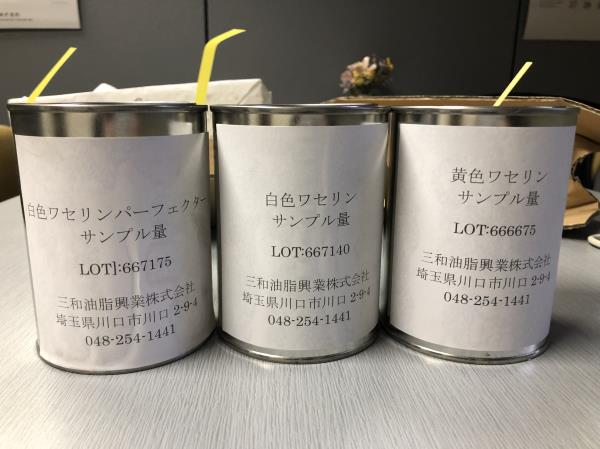 白色ワセリンパーフェクター
サンプル量
LOT]:667175
三和油脂興業株式会社
埼玉県川口市川口2-9-4
048-254-1441
白色ワセリン
サンプル量
LOT:667140
三和油脂興業株式会社
埼玉県川口市川口2-9-4
048-254-1441
黄色ワセリン
サンプル量
LOT:666675
三和油脂興業株式会社
埼玉県川口市川口2-9-4
048-254-1441